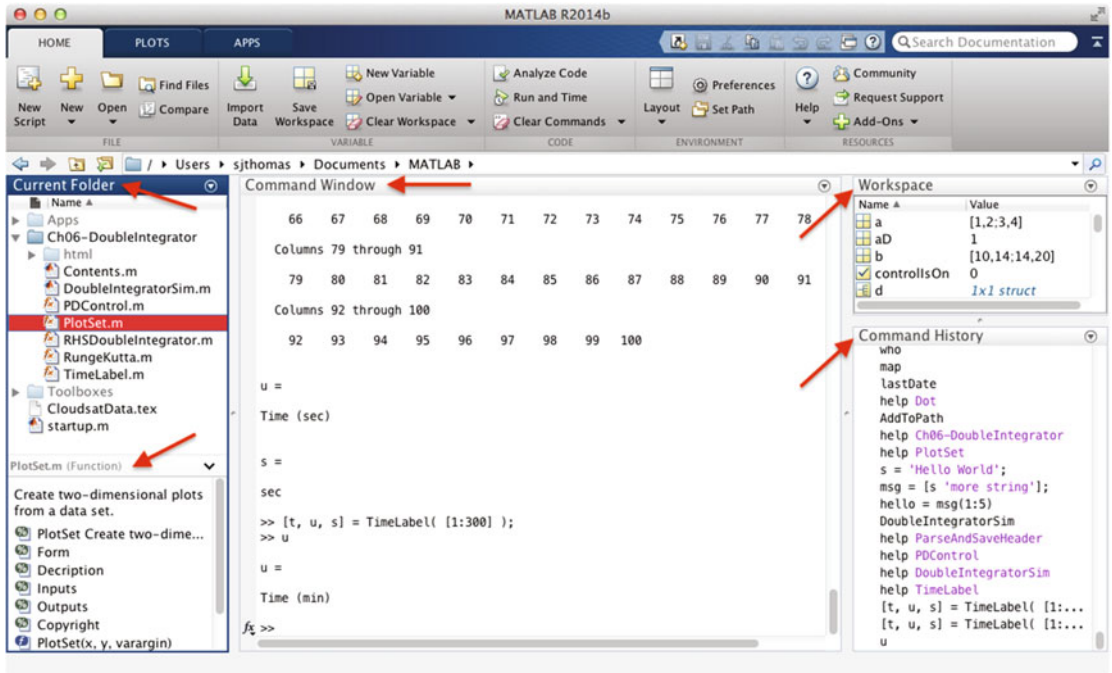 MATLAB R2014b
HOME PLOTS APPS
Search Documentation
New Script
New
Open
Find Files
Compare
FILE
Import Data
Save Workspace
New Variable
Open Variable
Clear Workspace
VARIABLE
Analyze Code
Run and Time
Clear Commands
CODE
Layout
Preferences
Set Path
ENVIRONMENT
Help
Community
Request Support
Add-Ons
RESOURCES
/ Users sjthomas Documents MATLAB
Current Folder
Name
Apps
Ch06-DoubleIntegrator
html
Contents.m
DoubleIntegratorSim.m
PDControl.m
PlotSet.m
RHSDoubleIntegrator.m
RungeKutta.m
TimeLabel.m
Toolboxes
CloudsatData.tex
startup.m
PlotSet.m (Function)
Create two-dimensional plots
from a data set.
PlotSet Create two-dime...
Form
Decription
Inputs
Outputs
Copyright
PlotSet(x, y, varargin)
Command Window
66 67 68 69 70 71 72 73 74 75 76 77 78
Columns 79 through 91
79 80 81 82 83 84 85 86 87 88 89 90 91
Columns 92 through 100
92 93 94 95 96 97 98 99 100
u =
Time (sec)
s =
sec
>> [t, u, s] = TimeLabel( [1:300] );
>> u
u =
Time (min)
fx >>
Workspace
Name Value
a [1,2;3,4]
aD 1
b [10,14;14,20]
controlIsOn 0
d 1x1 struct
Command History
who
map
lastDate
help Dot
AddToPath
help Ch06-DoubleIntegrator
help PlotSet
s = 'Hello World';
msg = [s 'more string'];
hello = msg(1:5)
DoubleIntegratorSim
help ParseAndSaveHeader
help PDControl
help DoubleIntegratorSim
help TimeLabel
[t, u, s] = TimeLabel( [1:...
[t, u, s] = TimeLabel( [1:...
u